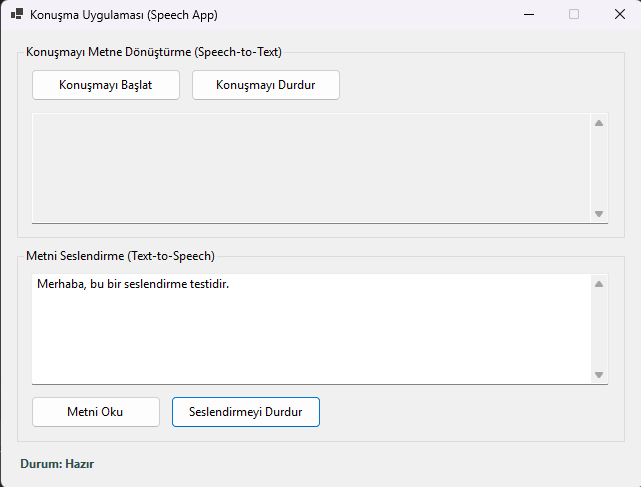 Konuşma Uygulaması (Speech App)
Konuşmayı Metne Dönüştürme (Speech-to-Text)
Konuşmayı Başlat
Konuşmayı Durdur
Metni Seslendirme (Text-to-Speech)
Merhaba, bu bir seslendirme testidir.
Metni Oku
Seslendirmeyi Durdur
Durum: Hazır